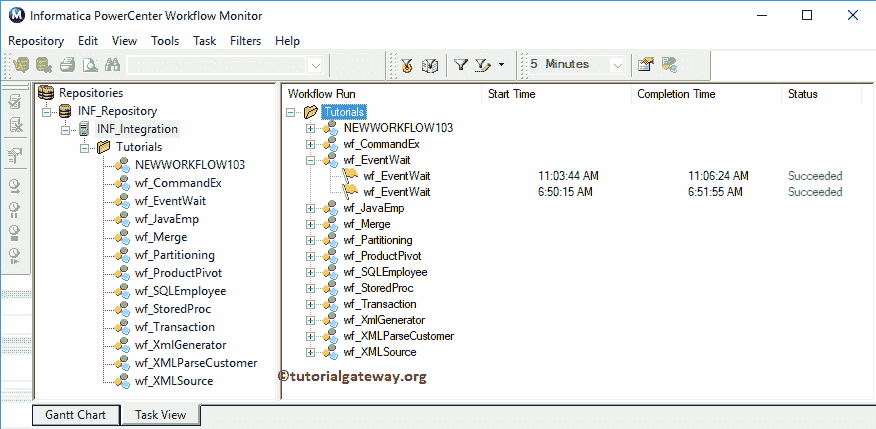 Informatica PowerCenter Workflow Monitor
Repository Edit View Tools Task Filters Help
5 Minutes
Repositories
INF_Repository
INF_Integration
Tutorials
NEWWORKFLOW103
wf_CommandEx
wf_EventWait
wf_JavaEmp
wf_Merge
wf_Partitioning
wf_ProductPivot
wf_SQLEmployee
wf_StoredProc
wf_Transaction
wf_XmlGenerator
wf_XMLParseCustomer
wf_XMLSource
Workflow Run Start Time Completion Time Status
Tutorials
NEWWORKFLOW103
wf_CommandEx
wf_EventWait
wf_EventWait 11:03:44 AM 11:06:24 AM Succeeded
wf_EventWait 6:50:15 AM 6:51:55 AM Succeeded
wf_JavaEmp
wf_Merge
wf_Partitioning
wf_ProductPivot
wf_SQLEmployee
wf_StoredProc
wf_Transaction
wf_XmlGenerator
wf_XMLParseCustomer
wf_XMLSource
©tutorialgateway.org
Gantt Chart Task View